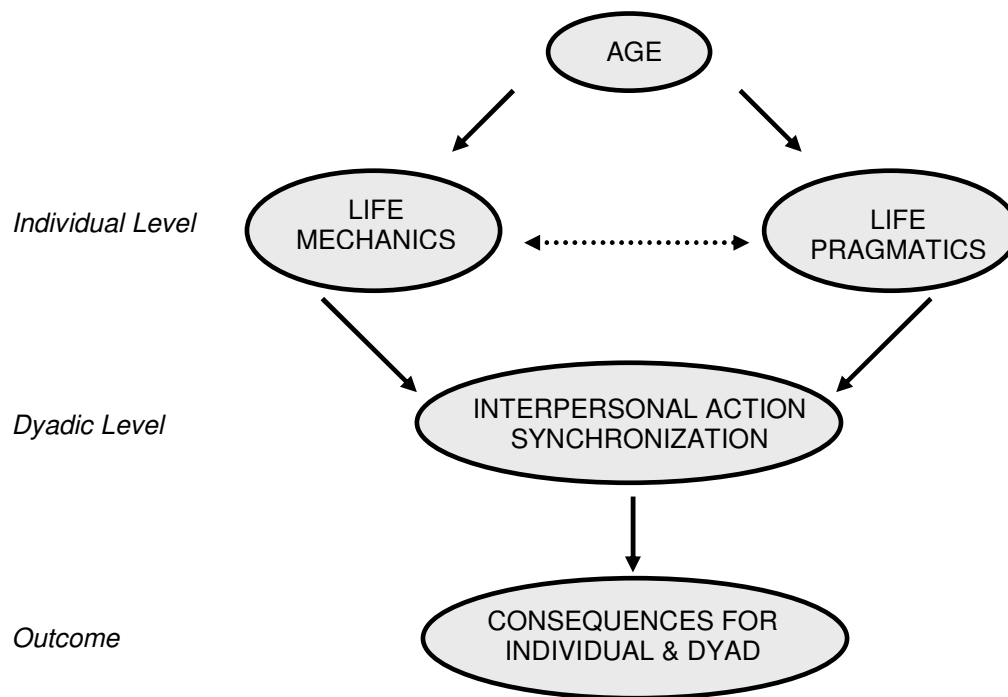 AGE
Individual Level
LIFE
MECHANICS
LIFE
PRAGMATICS
Dyadic Level
INTERPERSONAL ACTION
SYNCHRONIZATION
Outcome
CONSEQUENCES FOR
INDIVIDUAL & DYAD